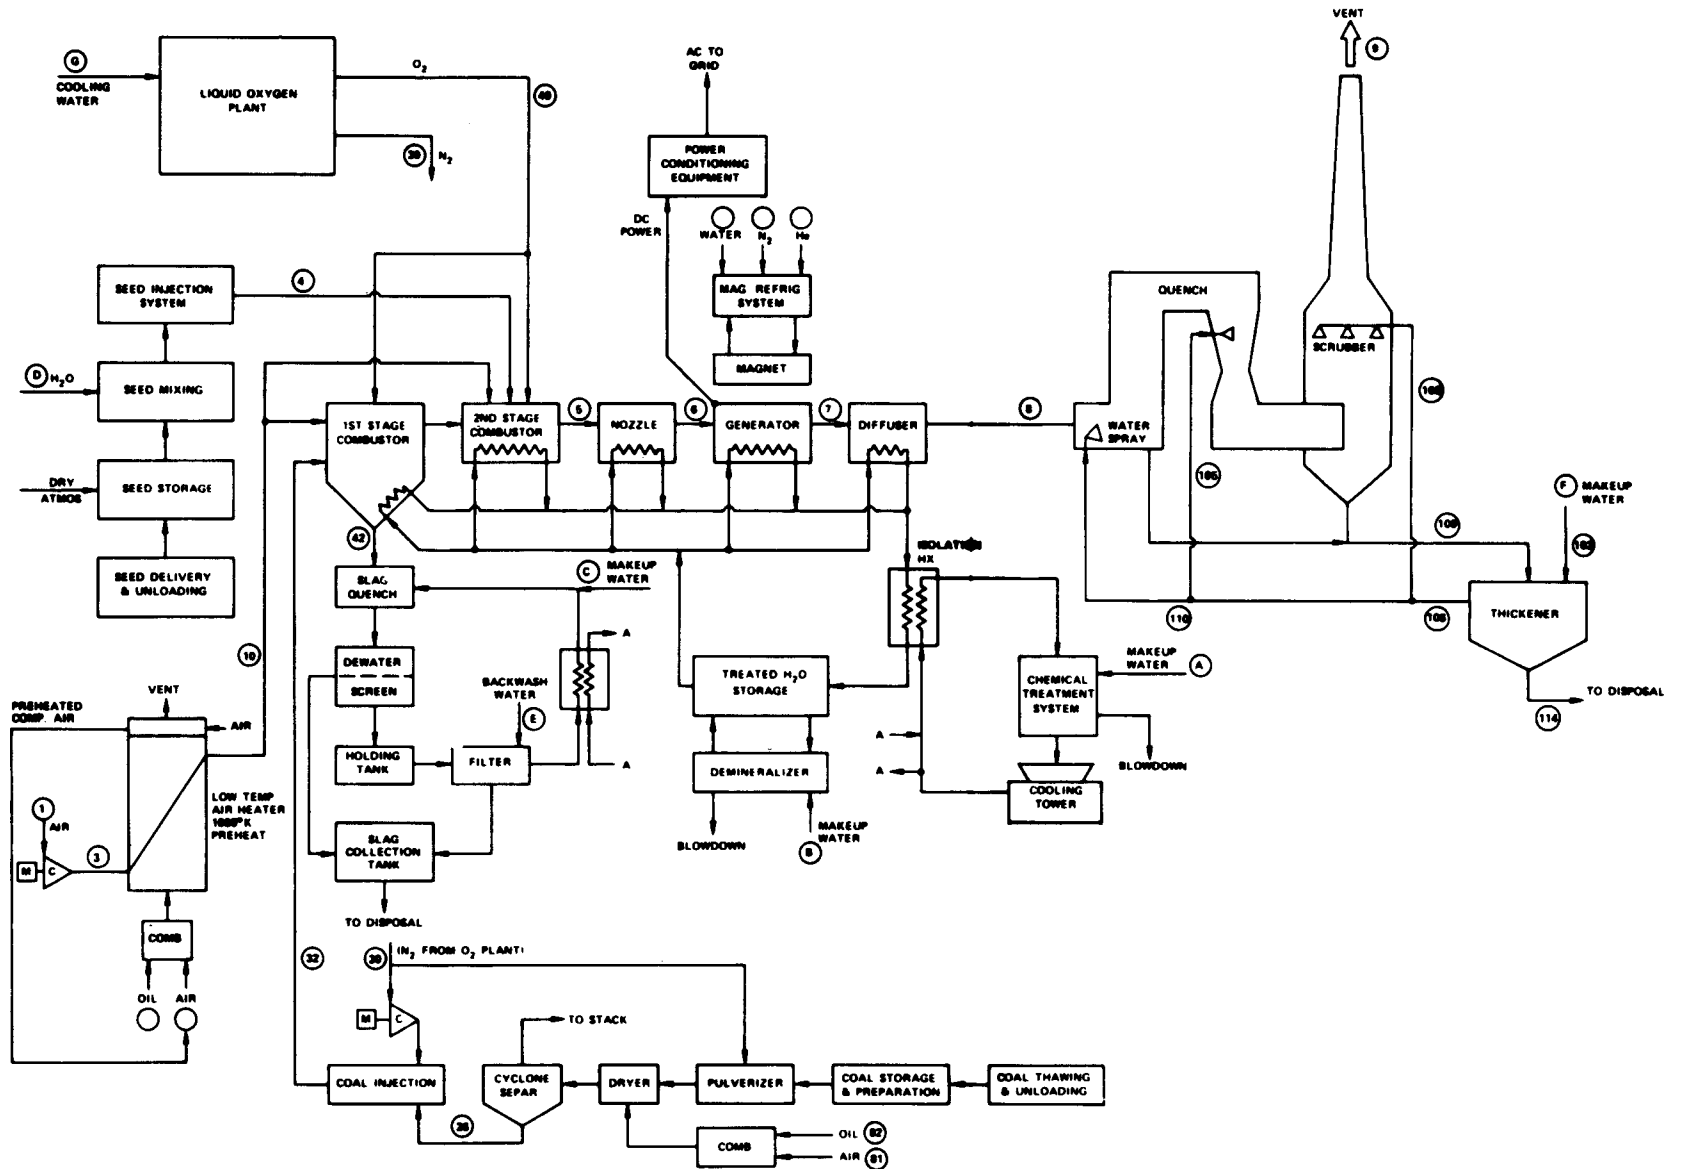 VENT
9
G
COOLING
WATER
LIQUID OXYGEN
PLANT
O2
N2
AC TO
GRID
POWER
CONDITIONING
EQUIPMENT
DC
POWER
WATER
N2
He
MAG REFRIG
SYSTEM
MAGNET
QUENCH
SCRUBBER
SEED INJECTION
SYSTEM
4
D
H2O
SEED MIXING
DRY
ATMOS
SEED STORAGE
SEED DELIVERY
& UNLOADING
1ST STAGE
COMBUSTOR
2ND STAGE
COMBUSTOR
5
NOZZLE
6
GENERATOR
7
DIFFUSER
8
WATER
SPRAY
105
F
MAKEUP
WATER
109
THICKENER
110
TO DISPOSAL
114
42
SLAG
QUENCH
C
MAKEUP
WATER
A
ISOLATION
HX
DEWATER
SCREEN
BACKWASH
WATER
E
HOLDING
TANK
FILTER
A
SLAG
COLLECTION
TANK
TO DISPOSAL
TREATED H2O
STORAGE
DEMINERALIZER
BLOWDOWN
MAKEUP
WATER
B
A
A
MAKEUP
WATER
A
CHEMICAL
TREATMENT
SYSTEM
BLOWDOWN
COOLING
TOWER
10
VENT
PREHEATED
COMP. AIR
AIR
LOW TEMP
AIR HEATER
PREHEAT
1
AIR
3
M
C
COMB
OIL
AIR
32
(N2 FROM O2 PLANT)
M
C
TO STACK
COAL INJECTION
CYCLONE
SEPAR
DRYER
PULVERIZER
COAL STORAGE
& PREPARATION
COAL THAWING
& UNLOADING
COMB
OIL
AIR